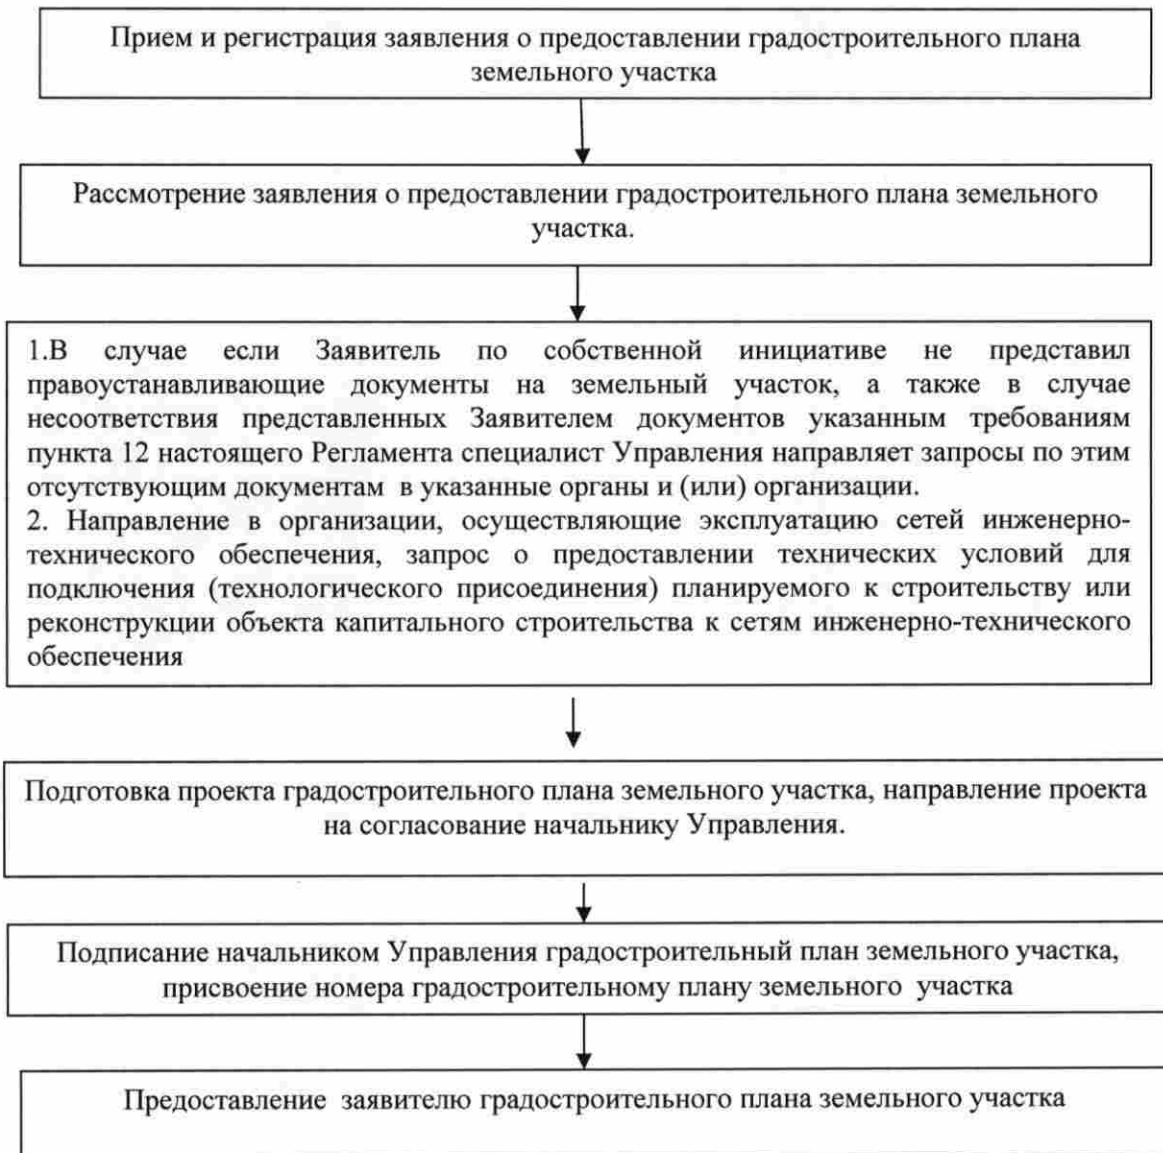 Прием и регистрация заявления о предоставлении градостроительного плана
земельного участка
Рассмотрение заявления о предоставлении градостроительного плана земельного
участка.
1.В случае если Заявитель по собственной инициативе не представил
правоустанавливающие документы на земельный участок, а также в случае
несоответствия представленных Заявителем документов указанным требованиям
пункта 12 настоящего Регламента специалист Управления направляет запросы по этим
отсутствующим документам в указанные органы и (или) организации.
2. Направление в организации, осуществляющие эксплуатацию сетей инженерно-
технического обеспечения, запрос о предоставлении технических условий для
подключения (технологического присоединения) планируемого к строительству или
реконструкции объекта капитального строительства к сетям инженерно-технического
обеспечения
Подготовка проекта градостроительного плана земельного участка, направление проекта
на согласование начальнику Управления.
Подписание начальником Управления градостроительный план земельного участка,
присвоение номера градостроительному плану земельного участка
Предоставление заявителю градостроительного плана земельного участка